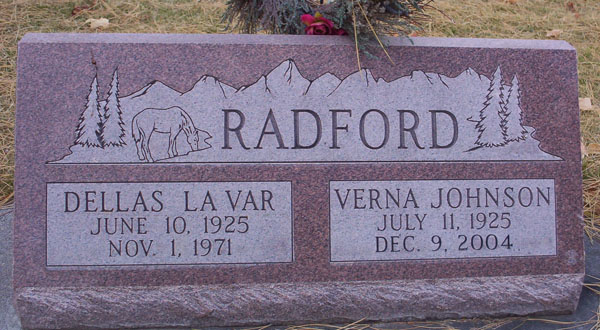 RADFORD
DELLAS LA VAR
JUNE 10, 1925
NOV. 1, 1971
VERNA JOHNSON
JULY 11, 1925
DEC. 9, 2004